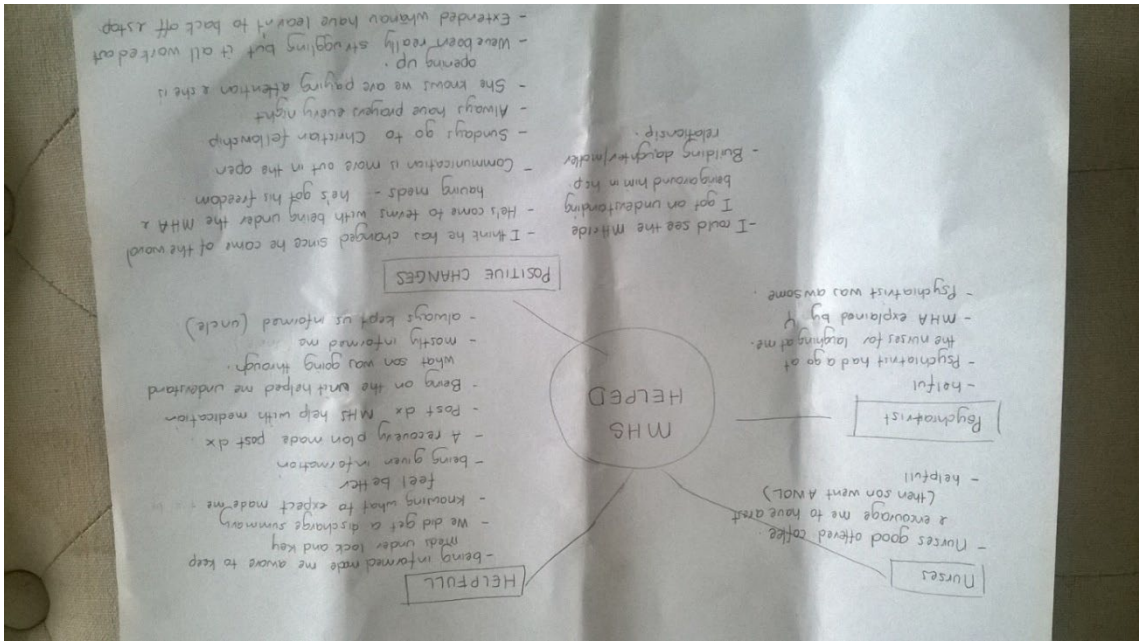 NURSES
- Nurses good offered coffee
& encourage me to have a rest
(then son went AWOL)
- helpfull
Psychiatrist
- helful
- Psychiatrist had a go at
the nurses for laughing at me.
- MHA explained by Ψ
- Psychiatrist was awsome.
MHS
HELPED
HELPFULL
- being informed made me aware to keep
meds under lock and key
- We did get a discharge summary
- Knowing what to expect made me
feel better.
- being given information
- A recovery plan made post dx
- Post dx MHS help with medication
- Being on the unit helped me understand
what son was going through.
- mostly informed me
- always kept us informed (uncle)
POSITIVE CHANGES
- I think he has changed since he came of the ward
- He's come to terms with being under the MHA &
having meds - he's got his freedom
- Communication is more out in the open
- Sundays go to Christian fellowship
- Always have prayers every night
- She knows we are paying attention & she is
opening up.
- We've been really struggling but it all worked out
- Extended whanau have learnt to back off & stop
- I could see the
I got an understanding
being around him in hsp.
- Building daughter/mother
relationsip.